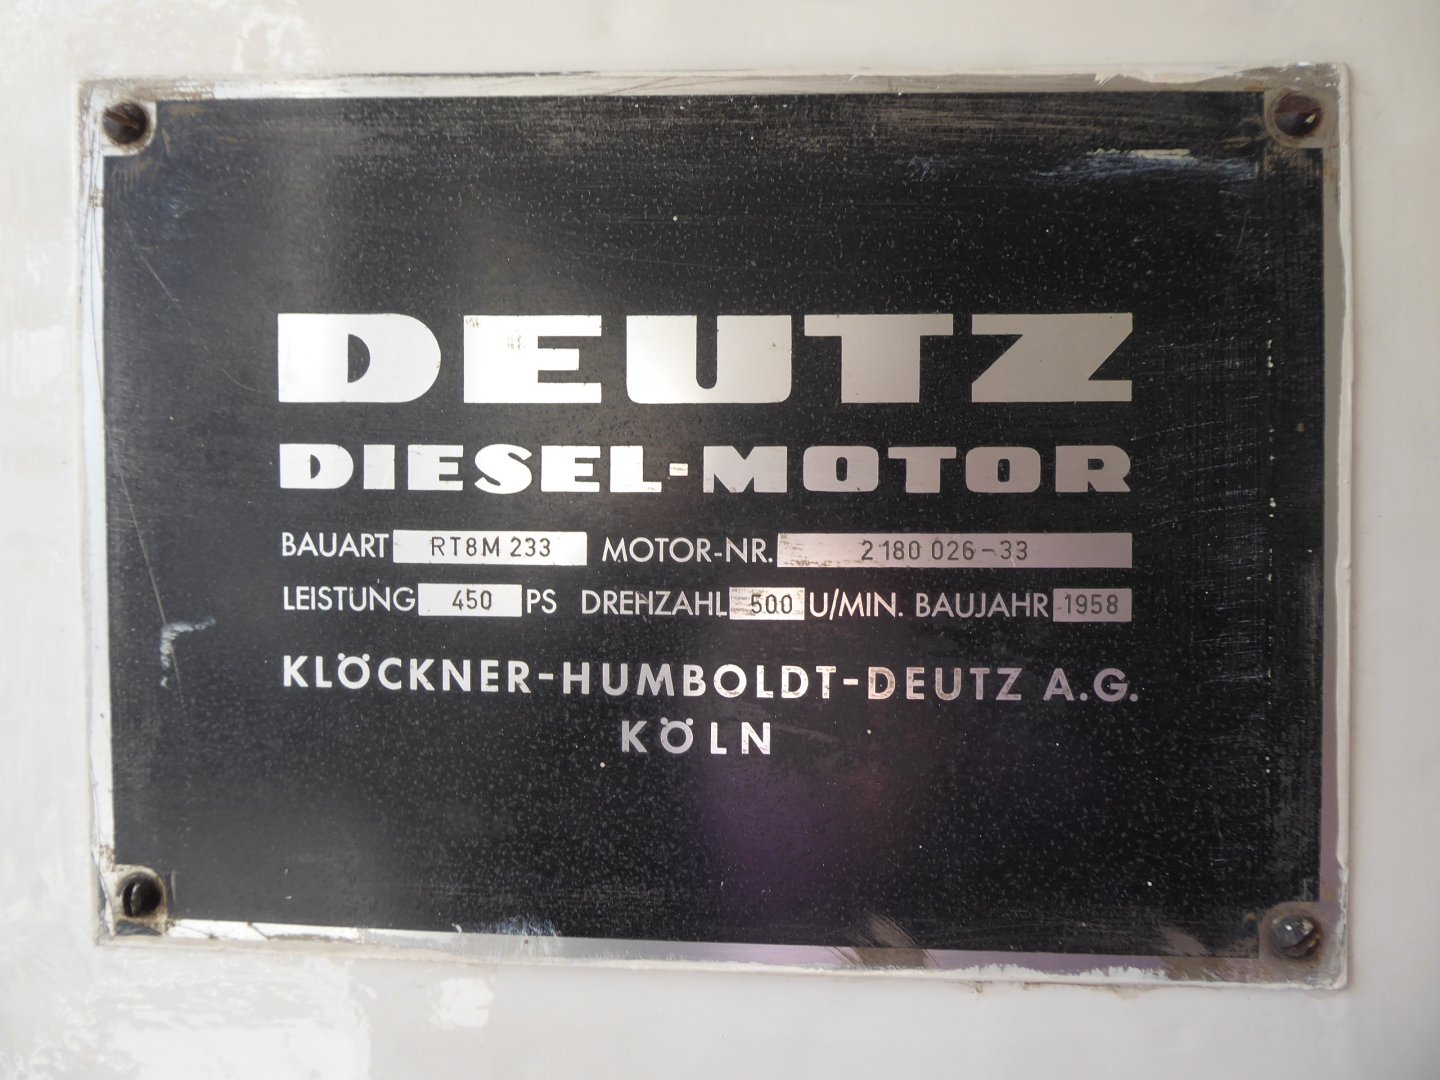 DEUTZ
DIESEL-MOTOR
BAUART RT8M 233 MOTOR-NR. 2180 026-33
LEISTUNG 450 PS DREHZAHL 500 U/MIN. BAUJAHR 1958
KLÖCKNER-HUMBOLDT-DEUTZ A.G.
KÖLN